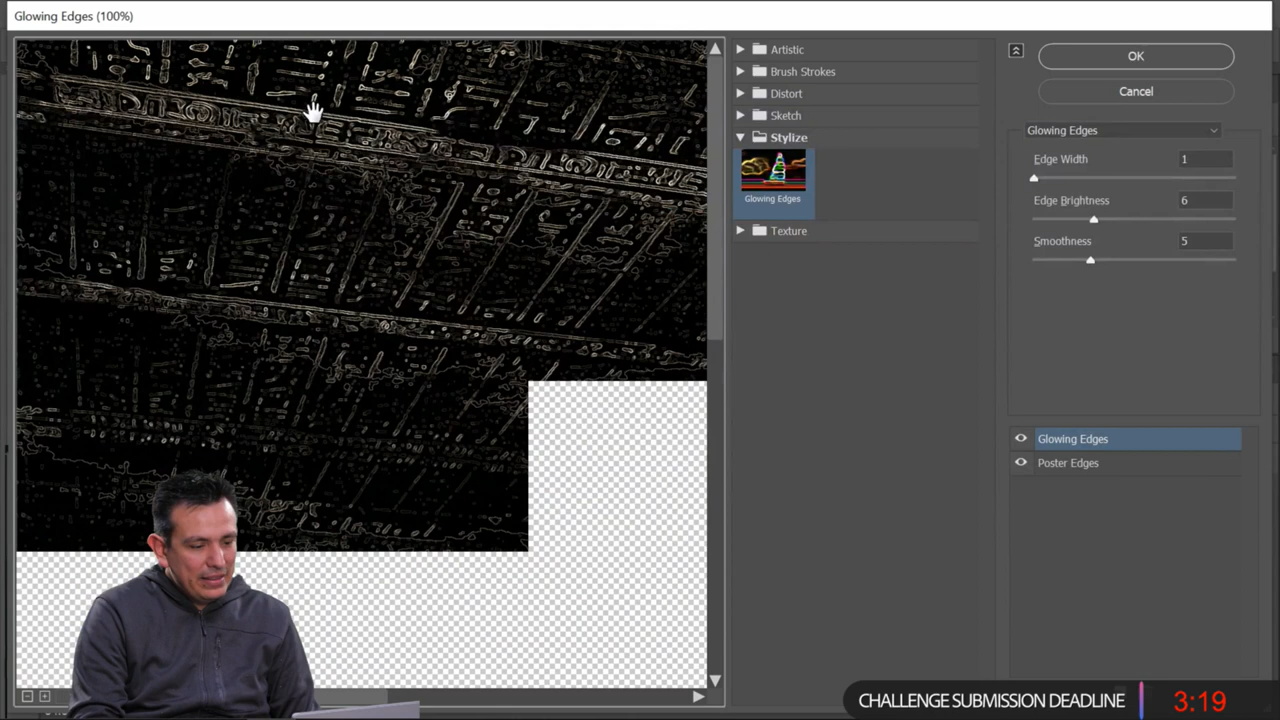 Glowing Edges (100%)
Artistic
Brush Strokes
Distort
Sketch
Stylize
Glowing Edges
Texture
OK
Cancel
Glowing Edges
Edge Width 1
Edge Brightness 6
Smoothness 5
Glowing Edges
Poster Edges
CHALLENGE SUBMISSION DEADLINE 3:19